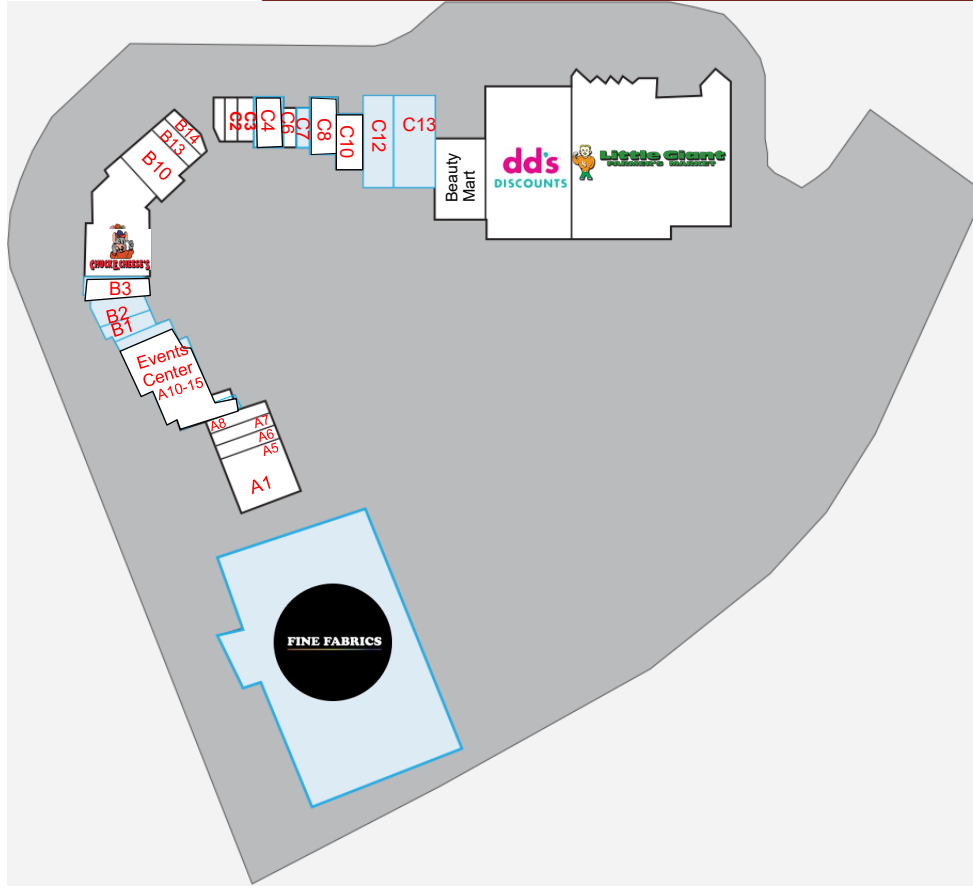 C2
C3
C4
C6
C7
C8
C10
C12
C13
Beauty
Mart
dd's
DISCOUNTS
Little Giant
FARMER'S MARKET
B14
B13
B10
CHUCK E. CHEESE'S
B3
B2
B1
Events
Center
A10-15
A8
A7
A6
A5
A1
FINE FABRICS